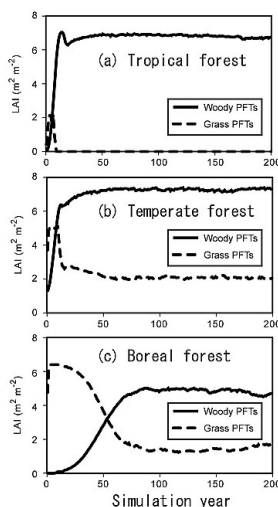 8
6
4
2
0
LAI (m² m⁻²)
(a) Tropical forest
Woody PFTs
Grass PFTs
0 50 100 150 200
8
6
4
2
0
LAI (m² m⁻²)
(b) Temperate forest
Woody PFTs
Grass PFTs
0 50 100 150 200
8
6
4
2
0
LAI (m² m⁻²)
(c) Boreal forest
Woody PFTs
Grass PFTs
0 50 100 150 200
Simulation year